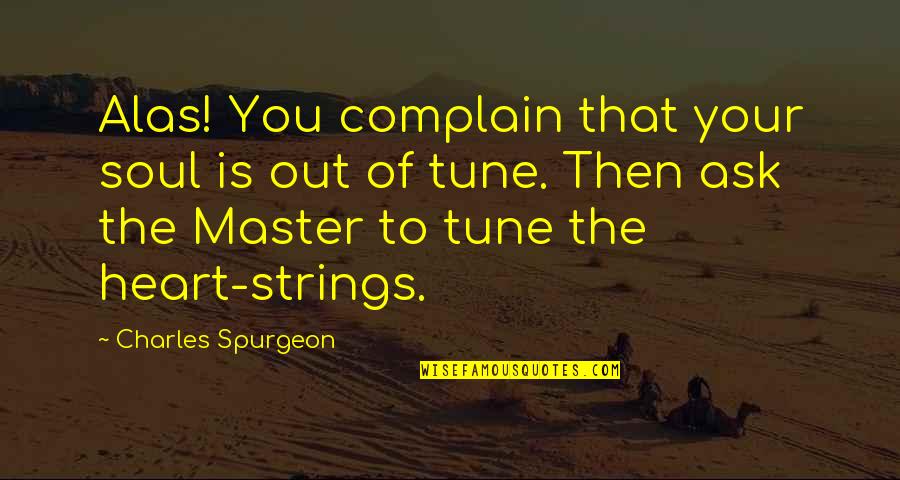 Alas! You complain that your
soul is out of tune. Then ask
the Master to tune the
heart-strings.
~ Charles Spurgeon
WISEFAMOUSQUOTES.COM